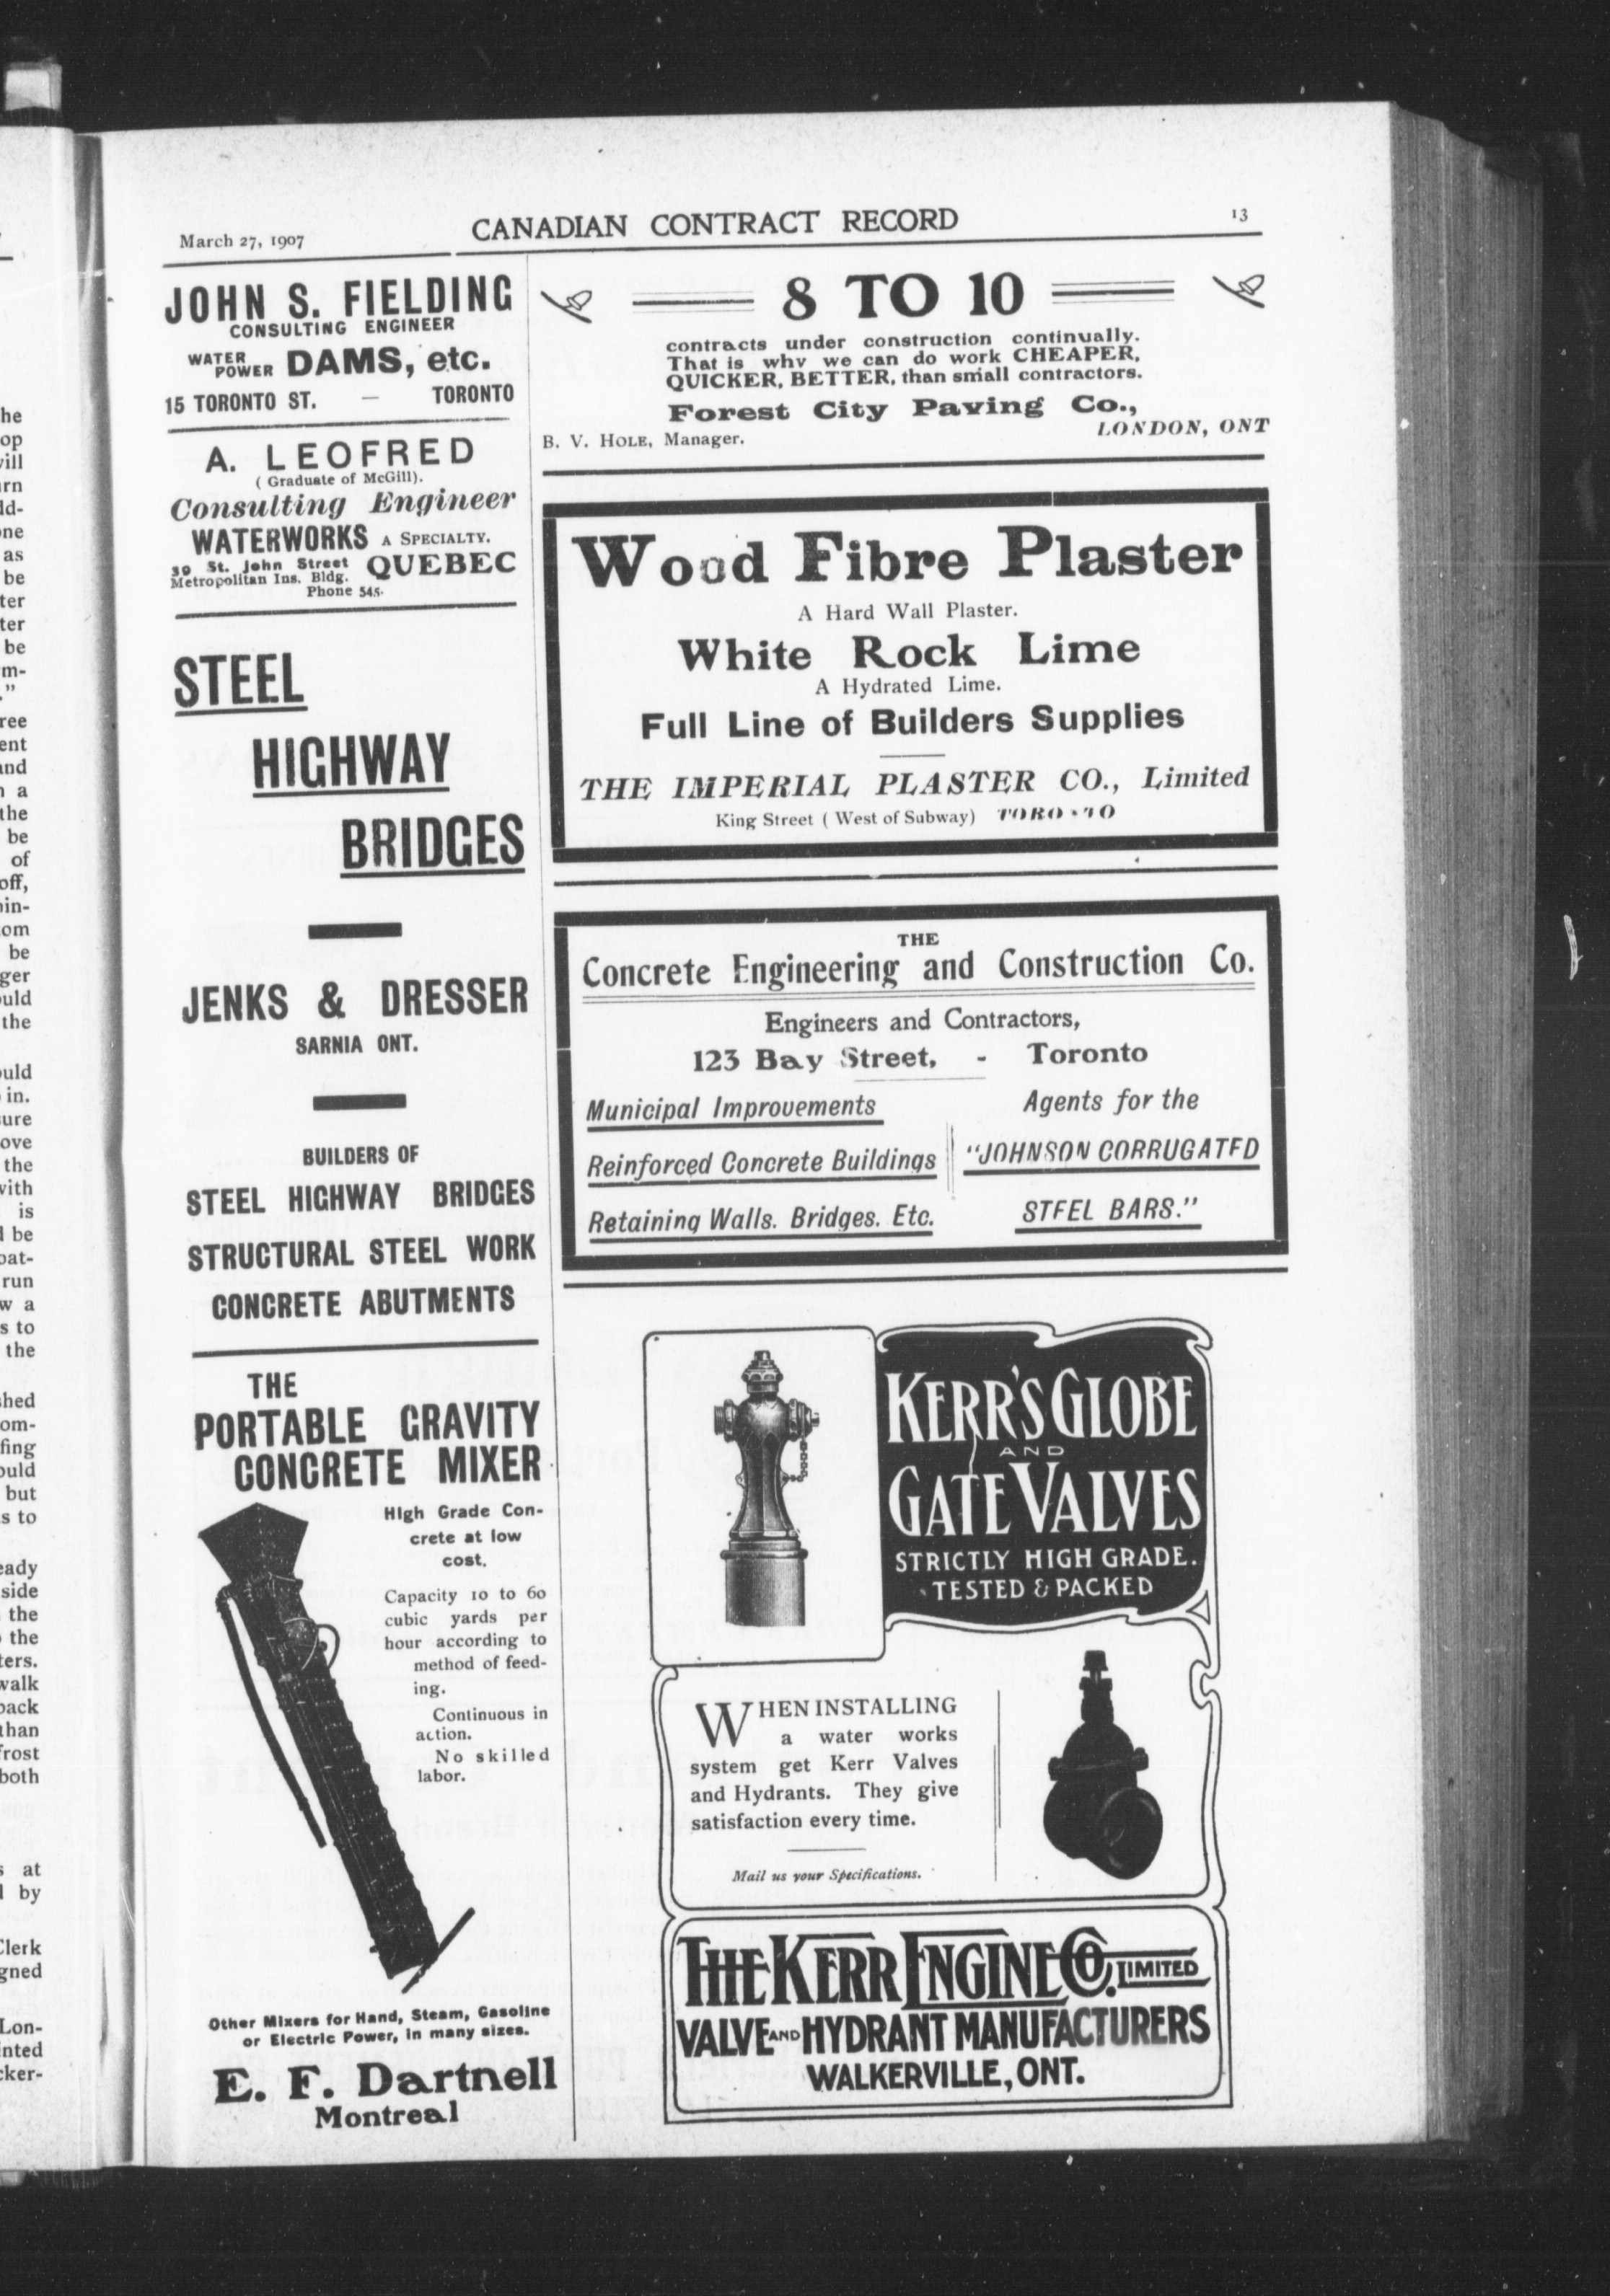 March 27, 1907
CANADIAN CONTRACT RECORD
13
JOHN S. FIELDING
CONSULTING ENGINEER
WATER POWER DAMS, etc.
15 TORONTO ST. — TORONTO
A. LEOFRED
( Graduate of McGill).
Consulting Engineer
WATERWORKS A SPECIALTY.
39 St. John Street QUEBEC
Metropolitan Ins. Bldg.
Phone 545.
STEEL
HIGHWAY
BRIDGES
JENKS & DRESSER
SARNIA ONT.
BUILDERS OF
STEEL HIGHWAY BRIDGES
STRUCTURAL STEEL WORK
CONCRETE ABUTMENTS
THE
PORTABLE GRAVITY
CONCRETE MIXER
High Grade Con-
crete at low
cost.
Capacity 10 to 60
cubic yards per
hour according to
method of feed-
ing.
Continuous in
action.
No skilled
labor.
Other Mixers for Hand, Steam, Gasoline
or Electric Power, in many sizes.
E. F. Dartnell
Montreal
8 TO 10
contracts under construction continually.
That is why we can do work CHEAPER,
QUICKER, BETTER, than small contractors.
Forest City Paving Co.,
LONDON, ONT
B. V. HOLE, Manager.
Wood Fibre Plaster
A Hard Wall Plaster.
White Rock Lime
A Hydrated Lime.
Full Line of Builders Supplies
THE IMPERIAL PLASTER CO., Limited
King Street ( West of Subway) TORONTO
THE
Concrete Engineering and Construction Co.
Engineers and Contractors,
123 Bay Street, - Toronto
Municipal Improvements
Reinforced Concrete Buildings
Retaining Walls. Bridges. Etc.
Agents for the
"JOHNSON CORRUGATED
STEEL BARS."
KERR'S GLOBE
AND
GATE VALVES
STRICTLY HIGH GRADE.
TESTED & PACKED
WHEN INSTALLING
a water works
system get Kerr Valves
and Hydrants. They give
satisfaction every time.
Mail us your Specifications.
THE KERR ENGINE CO. LIMITED
VALVE AND HYDRANT MANUFACTURERS
WALKERVILLE, ONT.